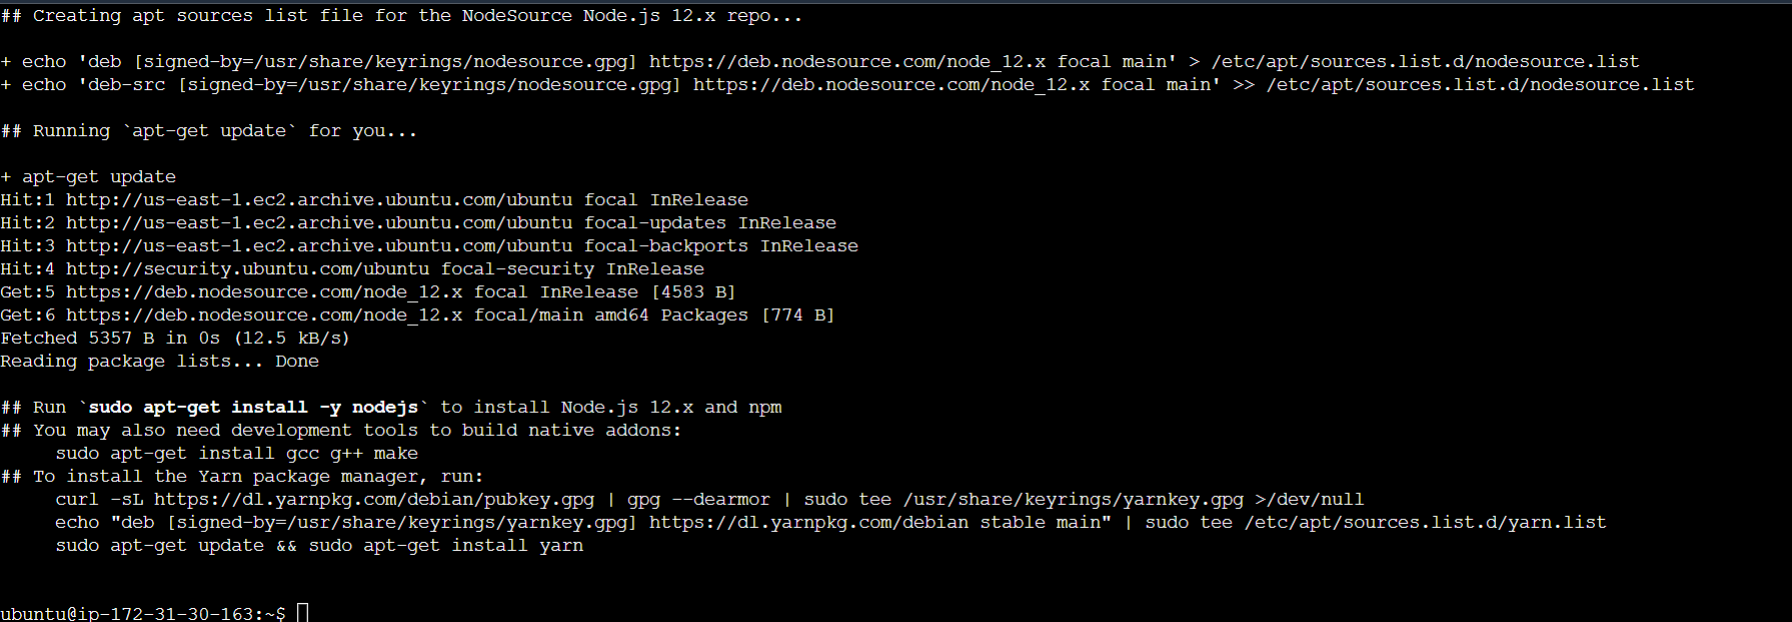 ## Creating apt sources list file for the NodeSource Node.js 12.x repo...
+ echo 'deb [signed-by=/usr/share/keyrings/nodesource.gpg] https://deb.nodesource.com/node_12.x focal main' > /etc/apt/sources.list.d/nodesource.list
+ echo 'deb-src [signed-by=/usr/share/keyrings/nodesource.gpg] https://deb.nodesource.com/node_12.x focal main' >> /etc/apt/sources.list.d/nodesource.list
## Running `apt-get update` for you...
+ apt-get update
Hit:1 http://us-east-1.ec2.archive.ubuntu.com/ubuntu focal InRelease
Hit:2 http://us-east-1.ec2.archive.ubuntu.com/ubuntu focal-updates InRelease
Hit:3 http://us-east-1.ec2.archive.ubuntu.com/ubuntu focal-backports InRelease
Hit:4 http://security.ubuntu.com/ubuntu focal-security InRelease
Get:5 https://deb.nodesource.com/node_12.x focal InRelease [4583 B]
Get:6 https://deb.nodesource.com/node_12.x focal/main amd64 Packages [774 B]
Fetched 5357 B in 0s (12.5 kB/s)
Reading package lists... Done
## Run `sudo apt-get install -y nodejs` to install Node.js 12.x and npm
## You may also need development tools to build native addons:
     sudo apt-get install gcc g++ make
## To install the Yarn package manager, run:
     curl -sL https://dl.yarnpkg.com/debian/pubkey.gpg | gpg --dearmor | sudo tee /usr/share/keyrings/yarnkey.gpg >/dev/null
     echo "deb [signed-by=/usr/share/keyrings/yarnkey.gpg] https://dl.yarnpkg.com/debian stable main" | sudo tee /etc/apt/sources.list.d/yarn.list
     sudo apt-get update && sudo apt-get install yarn
ubuntu@ip-172-31-30-163:~$